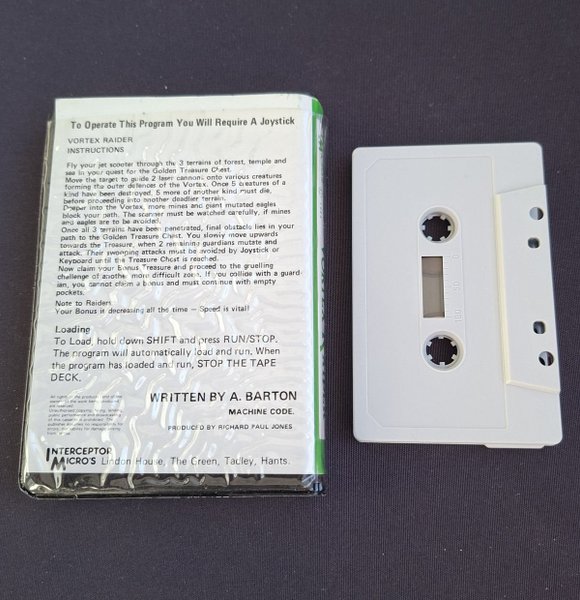 To Operate This Program You Will Require A Joystick
VORTEX RAIDER
INSTRUCTIONS
Fly your jet scooter through the 3 terrains of forest, temple and
sea in your quest for the Golden Treasure Chest.
Move the target to guide 2 laser cannons onto various creatures
forming the outer defences of the Vortex. Once 5 creatures of a
kind have been destroyed, 5 more of another kind must die,
before proceeding into another deadlier terrain.
Deeper into the Vortex, more mines and giant mutated eagles
block your path. The scanner must be watched carefully, if mines
and eagles are to be avoided.
Once all 3 terrains have been penetrated, final obstacle lies in your
path to the Golden Treasure Chest. You slowly move upwards
towards the Treasure, when 2 remaining guardians mutate and
attack. Their swooping attacks must be avoided by Joystick or
Keyboard until the Treasure Chest is reached.
Now claim your Bonus Treasure and proceed to the gruelling
challenge of another more difficult zone. If you collide with a guard-
ian, you cannot claim a bonus and must continue with empty
pockets.
Note to Raiders.
Your Bonus is decreasing all the time — Speed is vital!
Loading
To Load, hold down SHIFT and press RUN/STOP.
The program will automatically load and run. When
the program has loaded and run, STOP THE TAPE
DECK.
WRITTEN BY A. BARTON
MACHINE CODE.
PRODUCED BY RICHARD PAUL JONES
INTERCEPTOR
MICRO'S Lindon House, The Green, Tadley, Hants.